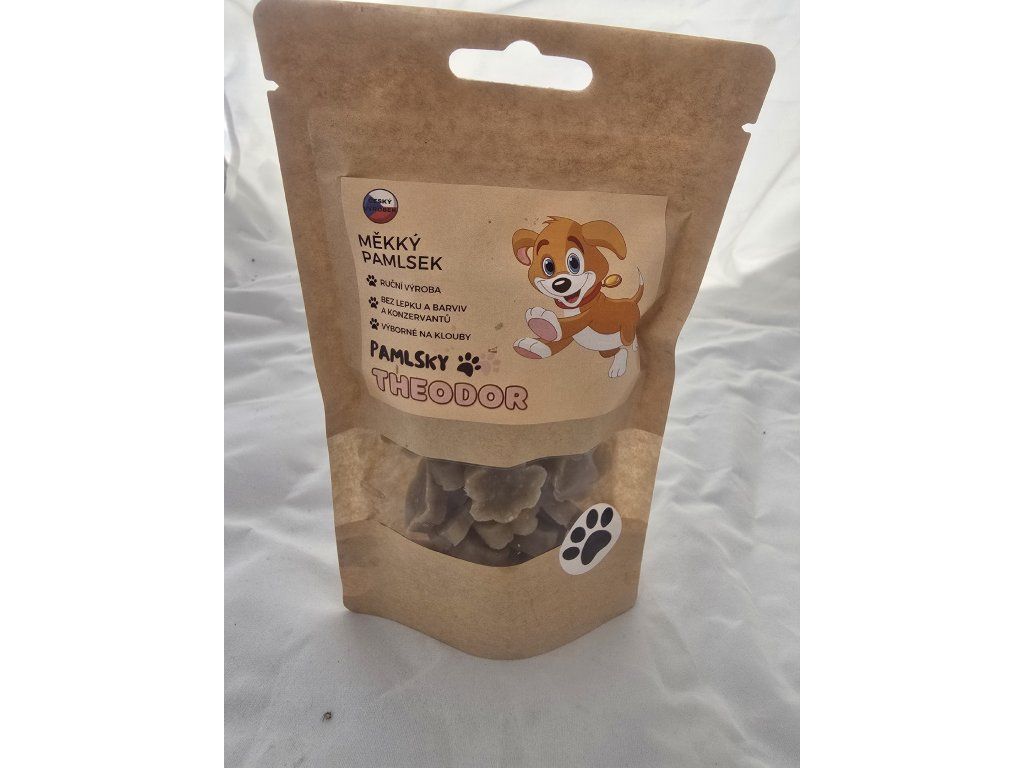 ČESKÝ
VÝROBEK
MĚKKÝ
PAMLSEK
RUČNÍ VÝROBA
BEZ LEPKU A BARVIV
A KONZERVANTŮ
VÝBORNÉ NA KLOUBY
PAMLSKY
THEODOR